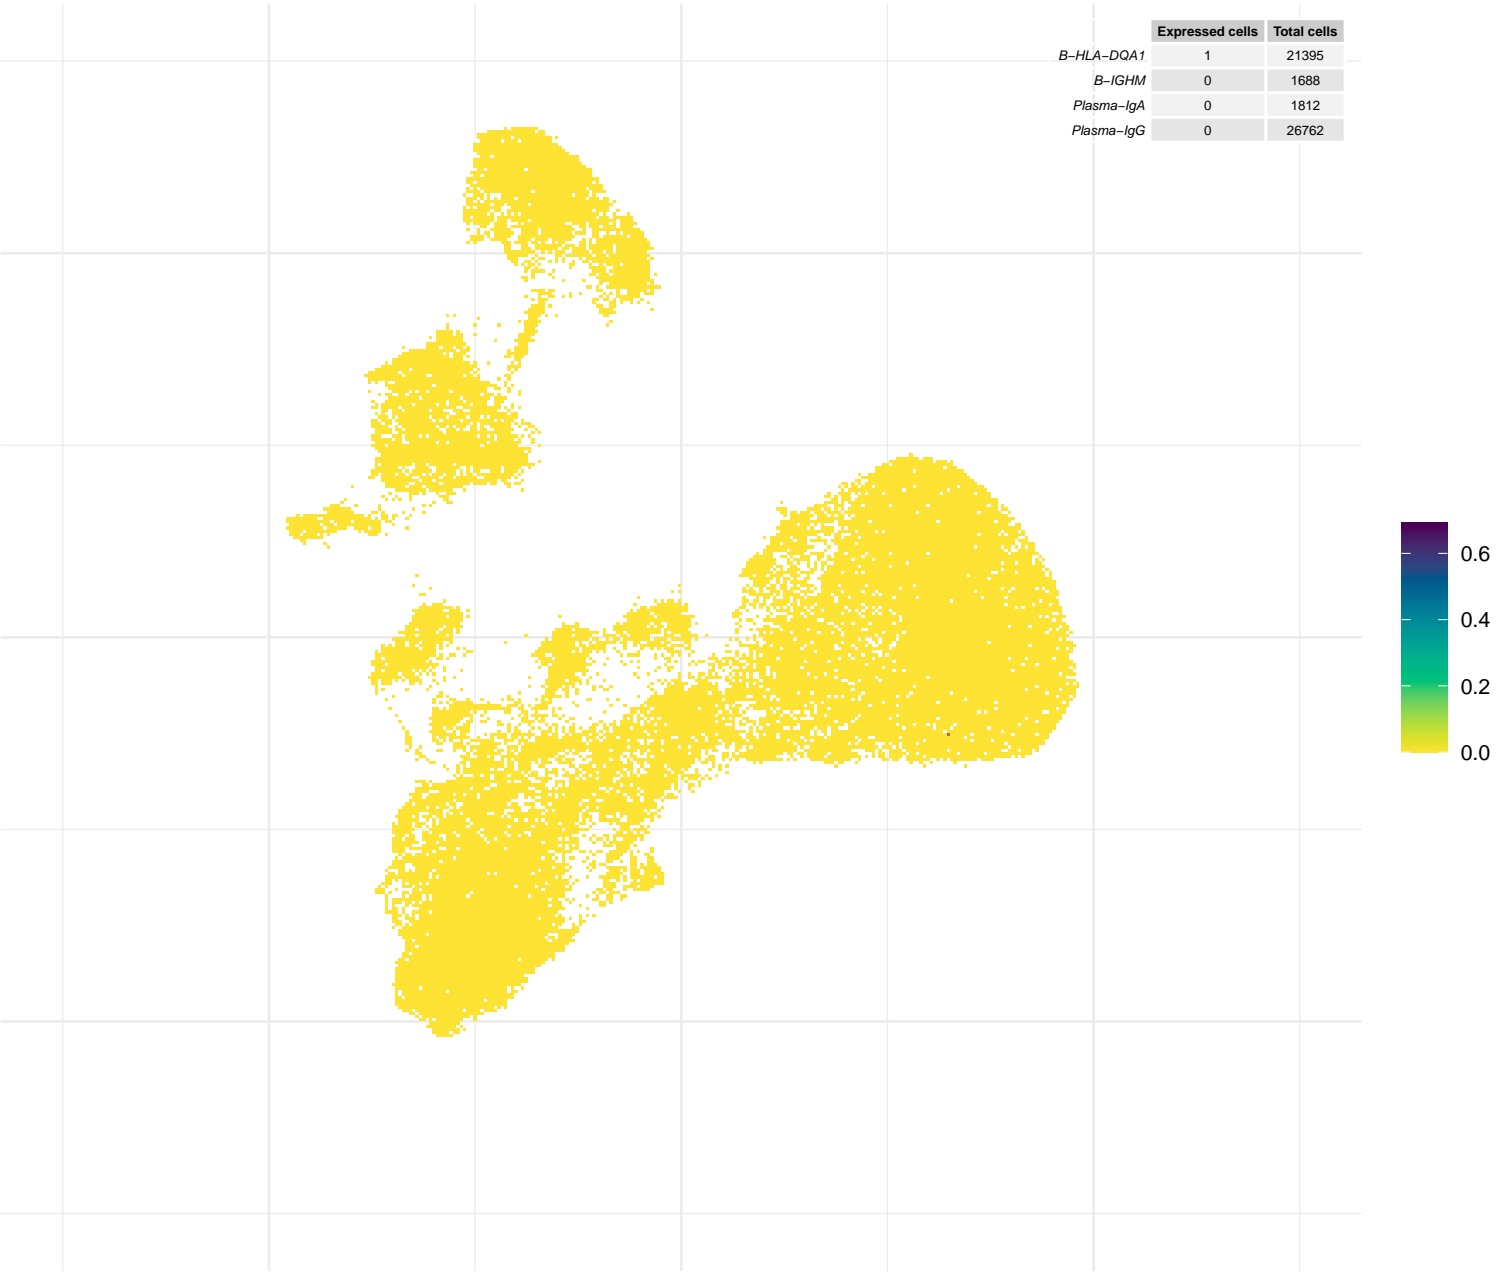 Expressed cells Total cells
B−HLA−DQA1 1 21395
B−IGHM 0 1688
Plasma−IgA 0 1812
Plasma−IgG 0 26762
0.6
0.4
0.2
0.0